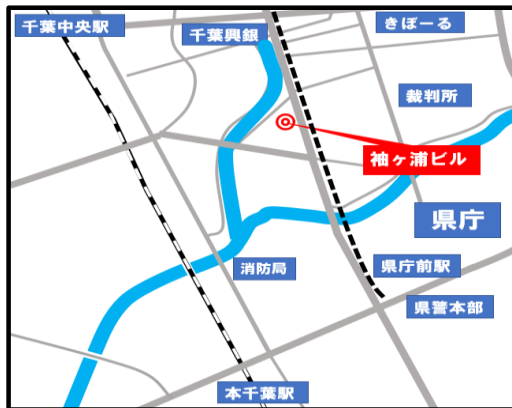 千葉中央駅
千葉興銀
きぼーる
裁判所
袖ヶ浦ビル
県庁
消防局
県庁前駅
県警本部
本千葉駅